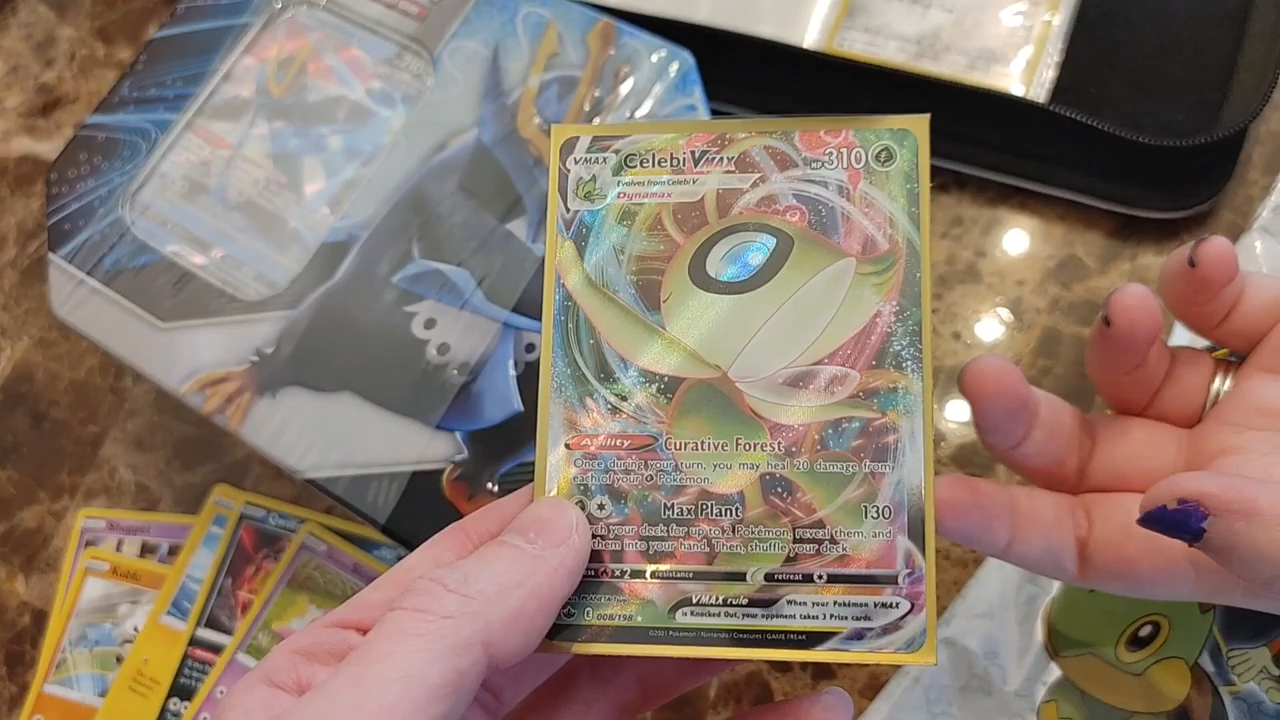 VMAX Celebi VMAX HP 310
Evolves from Celebi V
Dynamax
Ability Curative Forest
Once during your turn, you may heal 20 damage from
each of your Pokémon.
Max Plant 130
your deck for up to 2 Pokémon, reveal them, and
them into your hand. Then, shuffle your deck.
×2 resistance retreat
VMAX rule When your Pokémon VMAX
is Knocked Out, your opponent takes 3 Prize cards.
E 008/198
©2021 Pokémon / Nintendo / Creatures / GAME FREAK
Shuppet